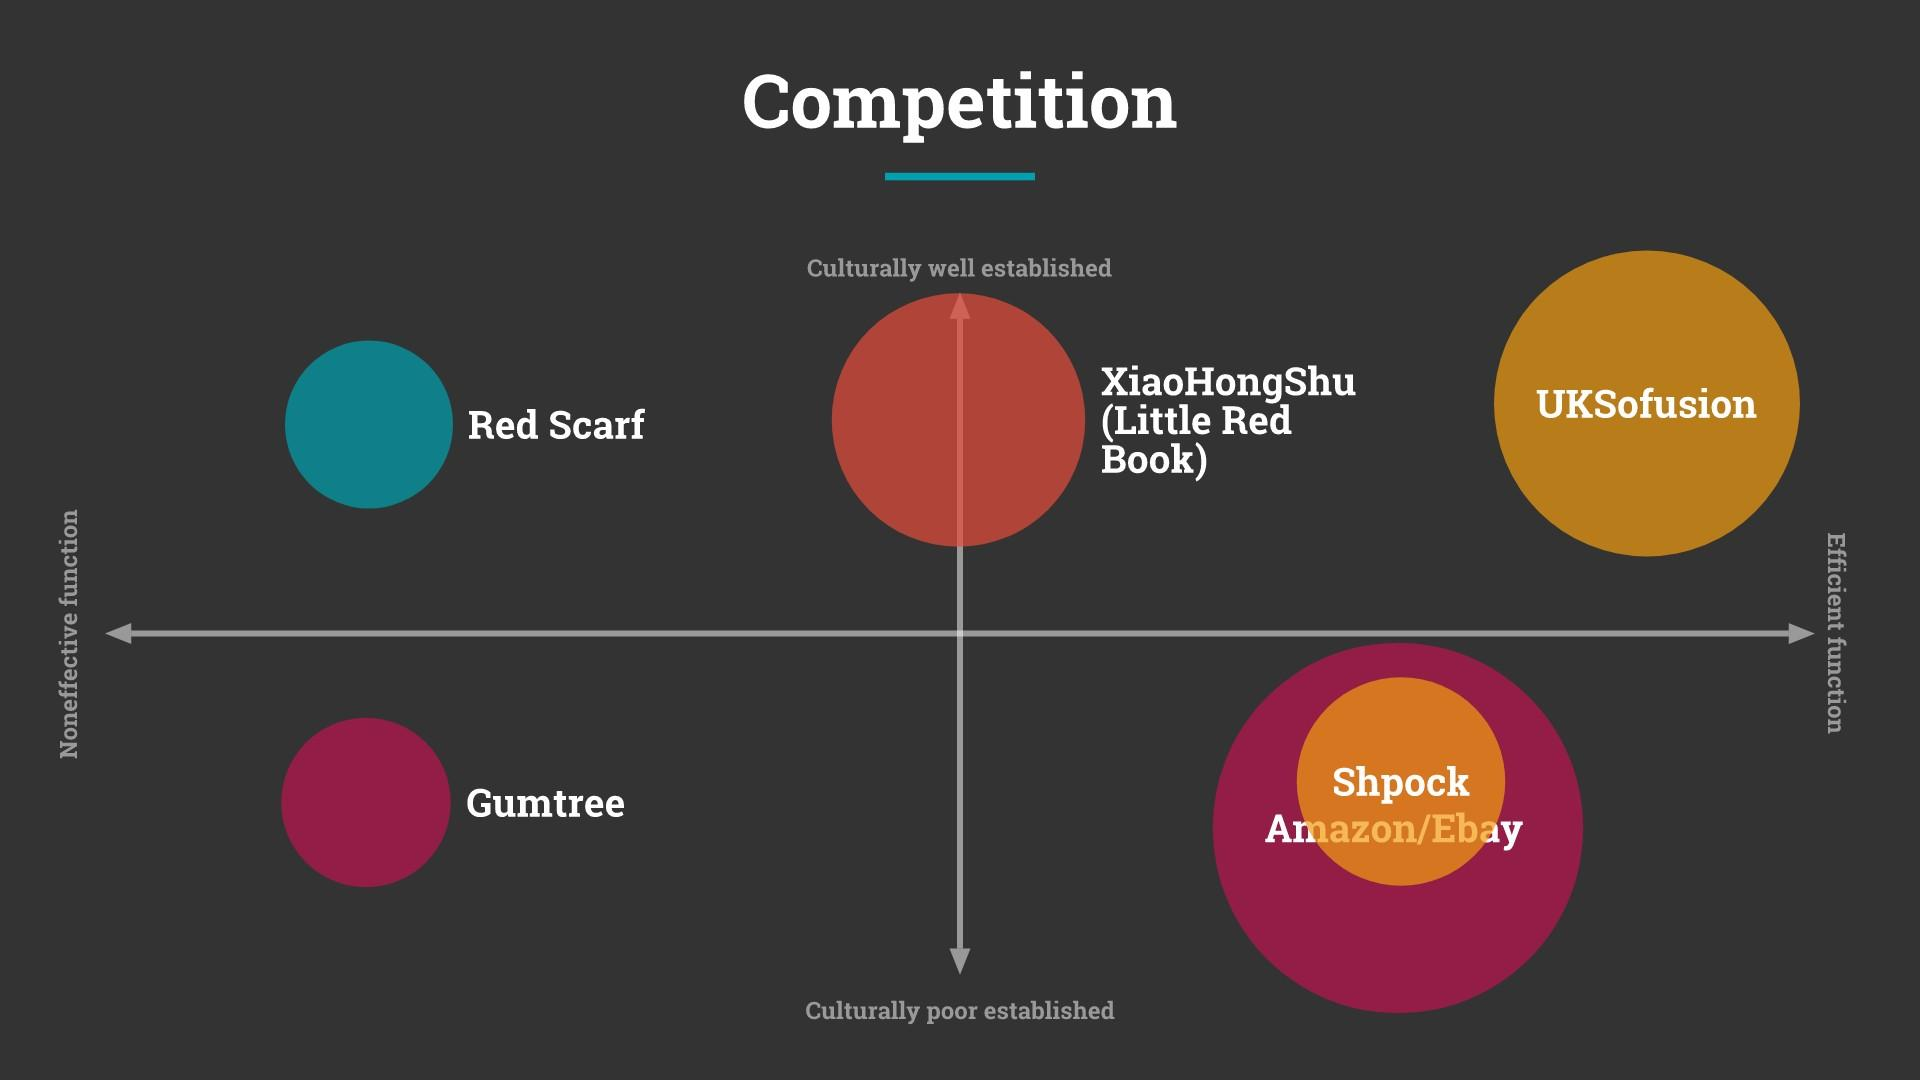 Competition
Culturally well established
Red Scarf
XiaoHongShu
(Little Red
Book)
UKSofusion
Noneffective function
Efficient function
Gumtree
Shpock
Amazon/Ebay
Culturally poor established